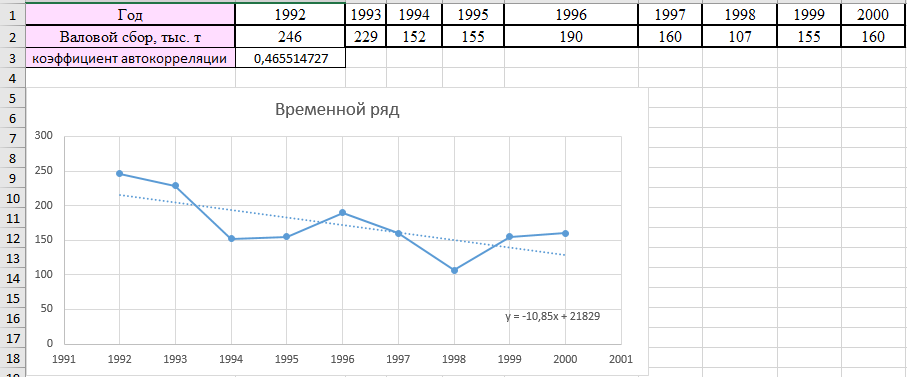 1 Год 1992 1993 1994 1995 1996 1997 1998 1999 2000
2 Валовой сбор, тыс. т 246 229 152 155 190 160 107 155 160
3 коэффициент автокорреляции 0,465514727
4
5
6 Временной ряд
7
8 300
9 250
10 200
11 150
12 100
13 50
14 0
15
16 y = -10,85x + 21829
17
18 1991 1992 1993 1994 1995 1996 1997 1998 1999 2000 2001